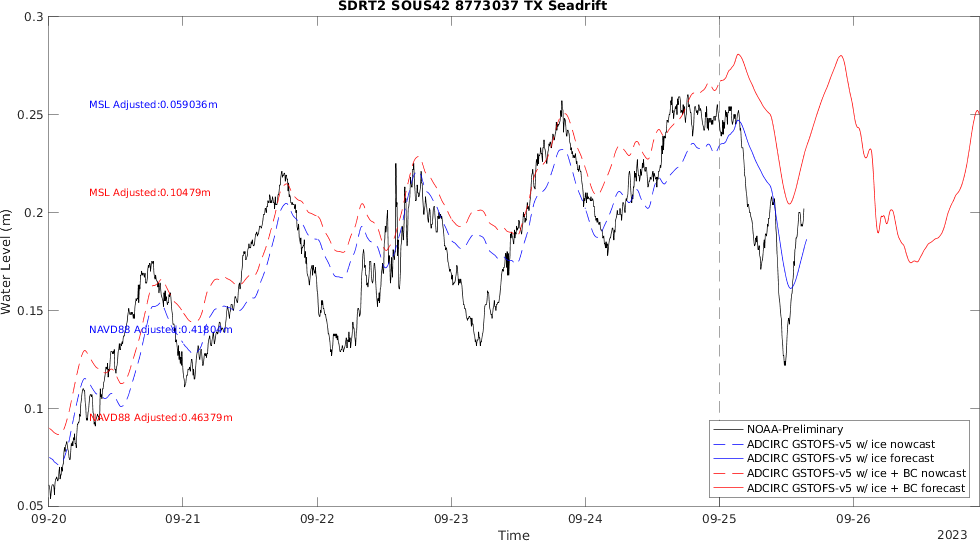 SDRT2 SOUS42 8773037 TX Seadrift
0.3
0.25
0.2
0.15
0.1
0.05
Water Level (m)
MSL Adjusted:0.059036m
MSL Adjusted:0.10479m
NAVD88 Adjusted:
NAVD88 Adjusted:0.46379m
NOAA-Preliminary
ADCIRC GSTOFS-v5 w/ ice nowcast
ADCIRC GSTOFS-v5 w/ ice forecast
ADCIRC GSTOFS-v5 w/ ice + BC nowcast
ADCIRC GSTOFS-v5 w/ ice + BC forecast
09-20 09-21 09-22 09-23 09-24 09-25 09-26
Time
2023